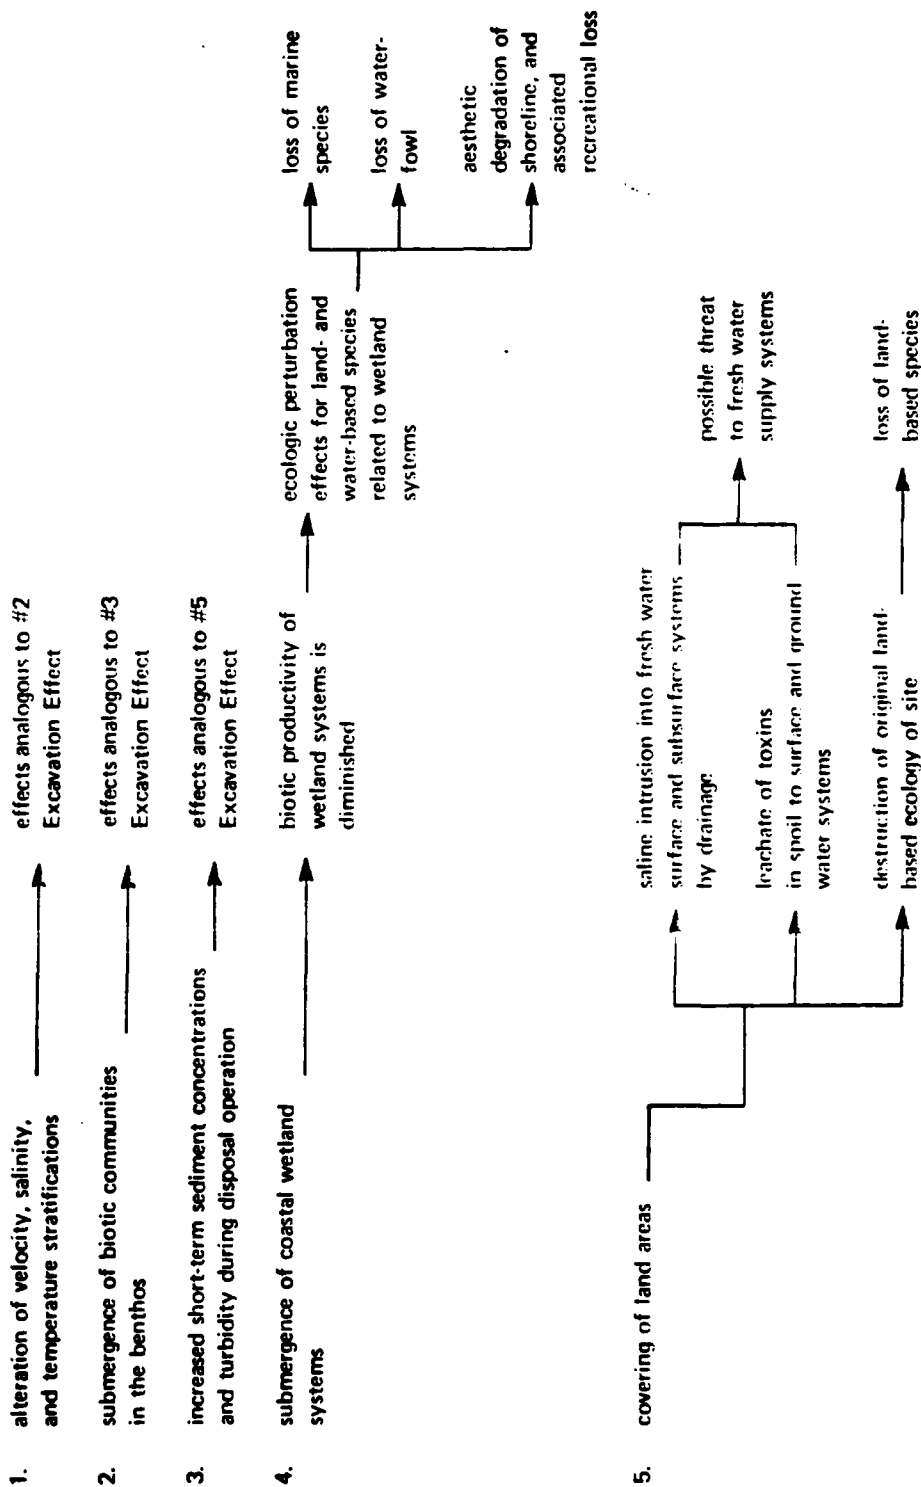 1.
alteration of velocity, salinity,
and temperature stratifications
effects analogous to #2
Excavation Effect
2.
submergence of biotic communities
in the benthos
effects analogous to #3
Excavation Effect
3.
increased short-term sediment concentrations
and turbidity during disposal operation
effects analogous to #5
Excavation Effect
4.
submergence of coastal wetland
systems
biotic productivity of
wetland systems is
diminished
ecologic perturbation
effects for land- and
water-based species
related to wetland
systems
loss of marine
species
loss of water-
fowl
aesthetic
degradation of
shoreline, and
associated
recreational loss
5.
covering of land areas
saline intrusion into fresh water
surface and subsurface systems
by drainage
leachate of toxins
in spoil to surface and ground
water systems
possible threat
to fresh water
supply systems
destruction of original land-
based ecology of site
loss of land-
based species